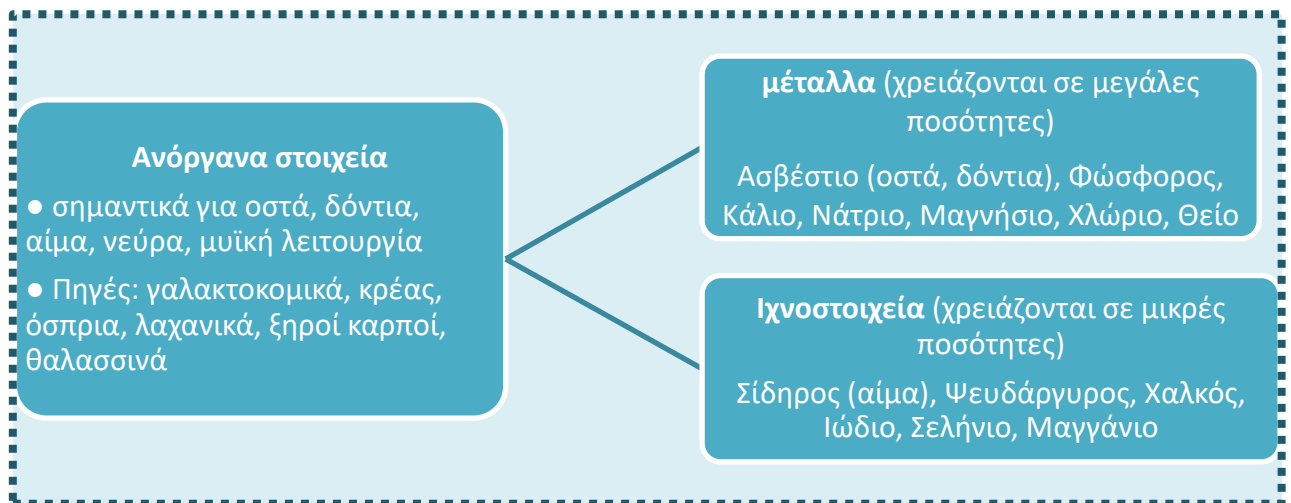 Ανόργανα στοιχεία
● σημαντικά για οστά, δόντια,
αίμα, νεύρα, μυϊκή λειτουργία
● Πηγές: γαλακτοκομικά, κρέας,
όσπρια, λαχανικά, ξηροί καρποί,
θαλασσινά
μέταλλα (χρειάζονται σε μεγάλες
ποσότητες)
Ασβέστιο (οστά, δόντια), Φώσφορος,
Κάλιο, Νάτριο, Μαγνήσιο, Χλώριο, Θείο
Ιχνοστοιχεία (χρειάζονται σε μικρές
ποσότητες)
Σίδηρος (αίμα), Ψευδάργυρος, Χαλκός,
Ιώδιο, Σελήνιο, Μαγγάνιο